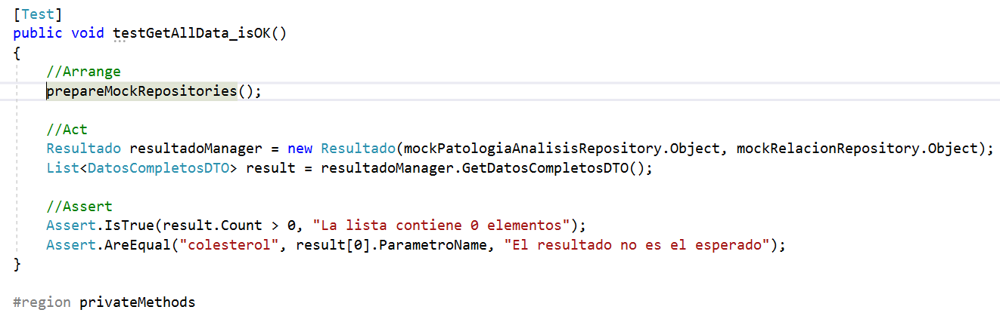 [Test]
public void testGetAllData_isOK()
{
//Arrange
prepareMockRepositories();
//Act
Resultado resultadoManager = new Resultado(mockPatologiaAnalisisRepository.Object, mockRelacionRepository.Object);
List<DatosCompletosDTO> result = resultadoManager.GetDatosCompletosDTO();
//Assert
Assert.IsTrue(result.Count > 0, "La lista contiene 0 elementos");
Assert.AreEqual("colesterol", result[0].ParametroName, "El resultado no es el esperado");
}
#region privateMethods